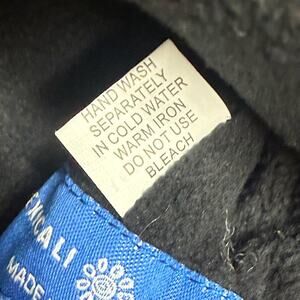 HAND WASH
SEPARATELY
IN COLD WATER
WARM IRON
DO NOT USE
BLEACH
MADE